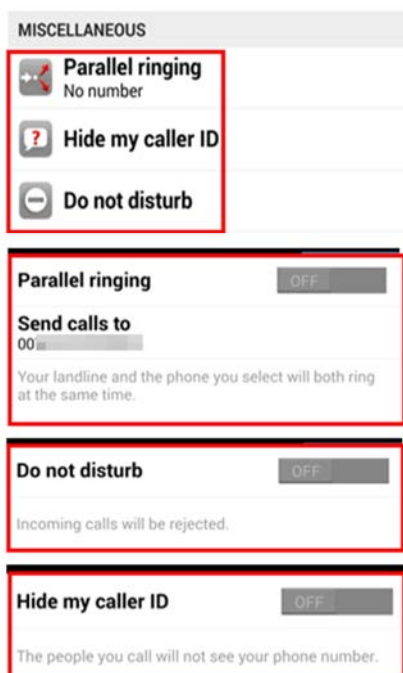 MISCELLANEOUS
Parallel ringing
No number
?
Hide my caller ID
Do not disturb
Parallel ringing
OFF
Send calls to
00
Your landline and the phone you select will both ring
at the same time.
Do not disturb
OFF
Incoming calls will be rejected.
Hide my caller ID
OFF
The people you call will not see your phone number.